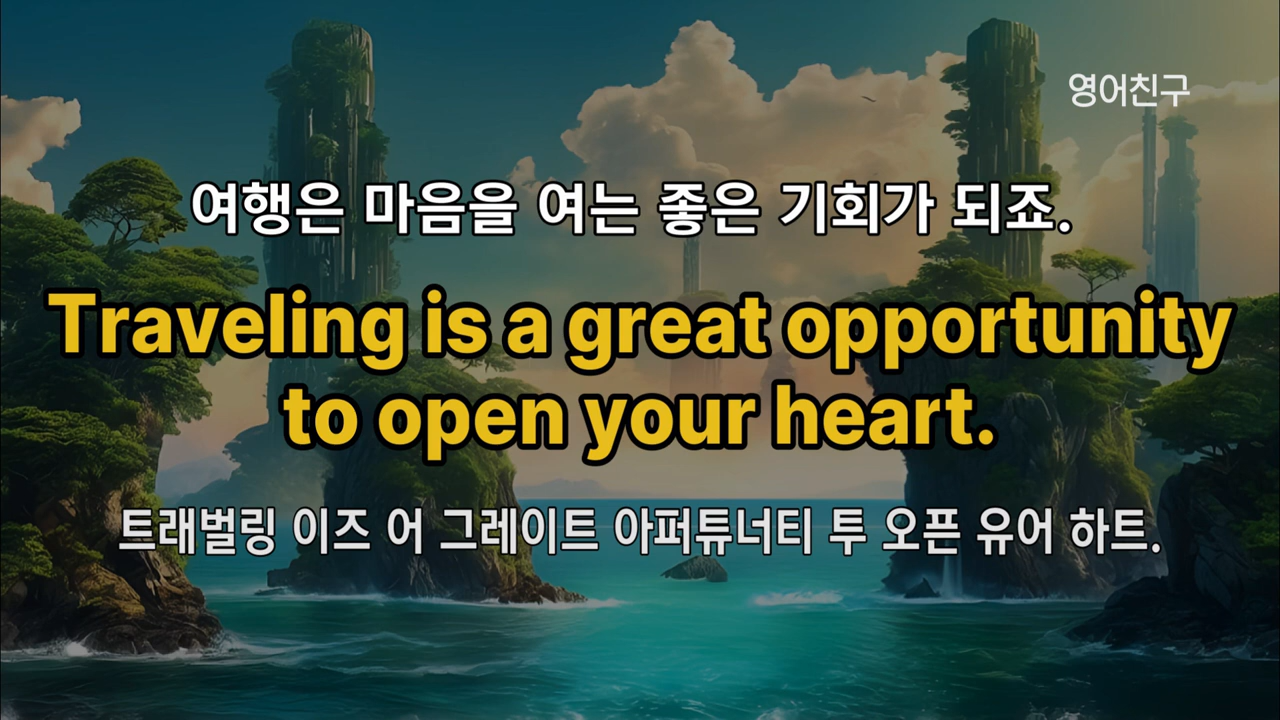 영어친구
여행은 마음을 여는 좋은 기회가 되죠.
Traveling is a great opportunity
to open your heart.
트래벌링 이즈 어 그레이트 아퍼튜너티 투 오픈 유어 하트.